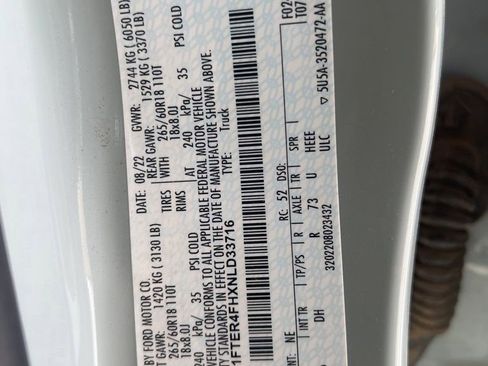 BY FORD MOTOR CO.
DATE: 08/22
GVWR: 2744 KG ( 6050 LB)
T GAWR: 1420 KG ( 3130 LB)
REAR GAWR: 1529 KG ( 3370 LB)
265/60R18 110T
TIRES
265/60R18 110T
18x8.0J
RIMS
18x8.0J
240 kPa/ 35 PSI COLD
AT 240 kPa/ 35 PSI COLD
VEHICLE CONFORMS TO ALL APPLICABLE FEDERAL MOTOR VEHICLE
SAFETY STANDARDS IN EFFECT ON THE DATE OF MANUFACTURE SHOWN ABOVE.
1FTER4FHXNLD33716
TYPE: Truck
F02
T07
INT: NE
RC: 52 DSO:
INT TR
TP/PS
R
AXLE
TR
SPR
DH
R
73
U
HEEE
ULC
3202208023432
▽ 5U5A-3520472-AA